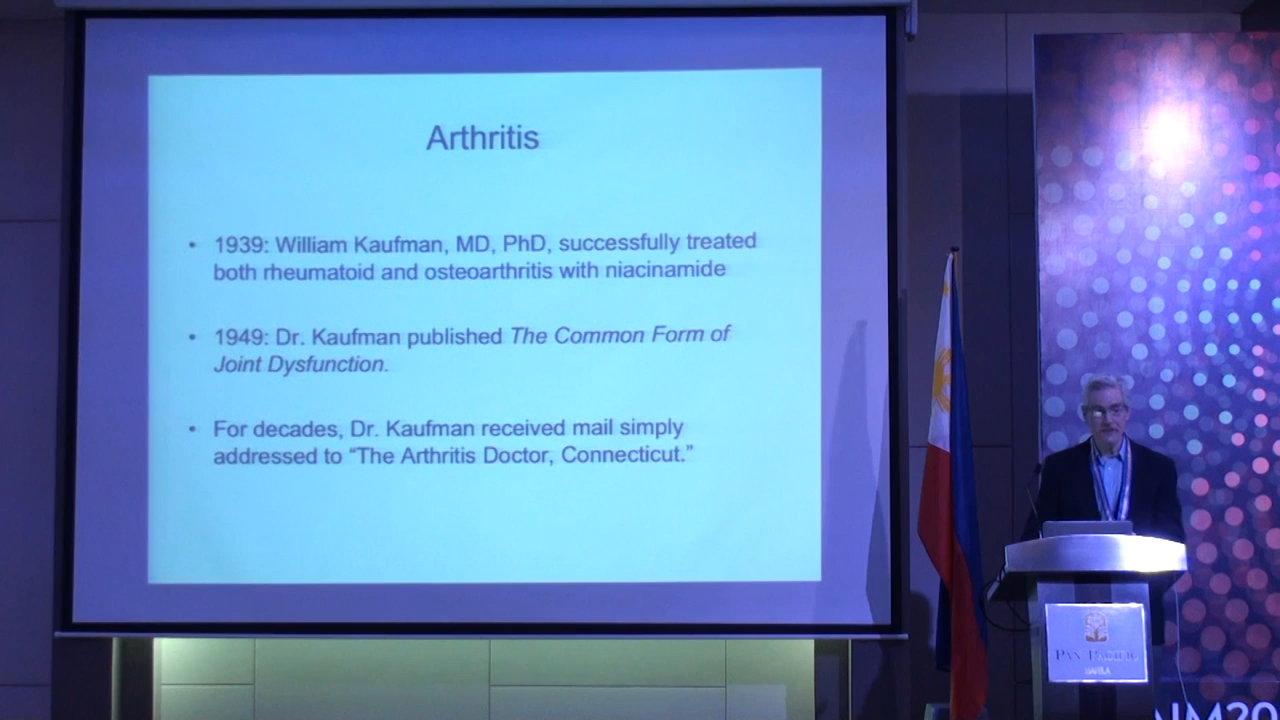 Arthritis
• 1939: William Kaufman, MD, PhD, successfully treated
both rheumatoid and osteoarthritis with niacinamide
• 1949: Dr. Kaufman published The Common Form of
Joint Dysfunction.
• For decades, Dr. Kaufman received mail simply
addressed to “The Arthritis Doctor, Connecticut.”
PAN PACIFIC
MANILA
NM20